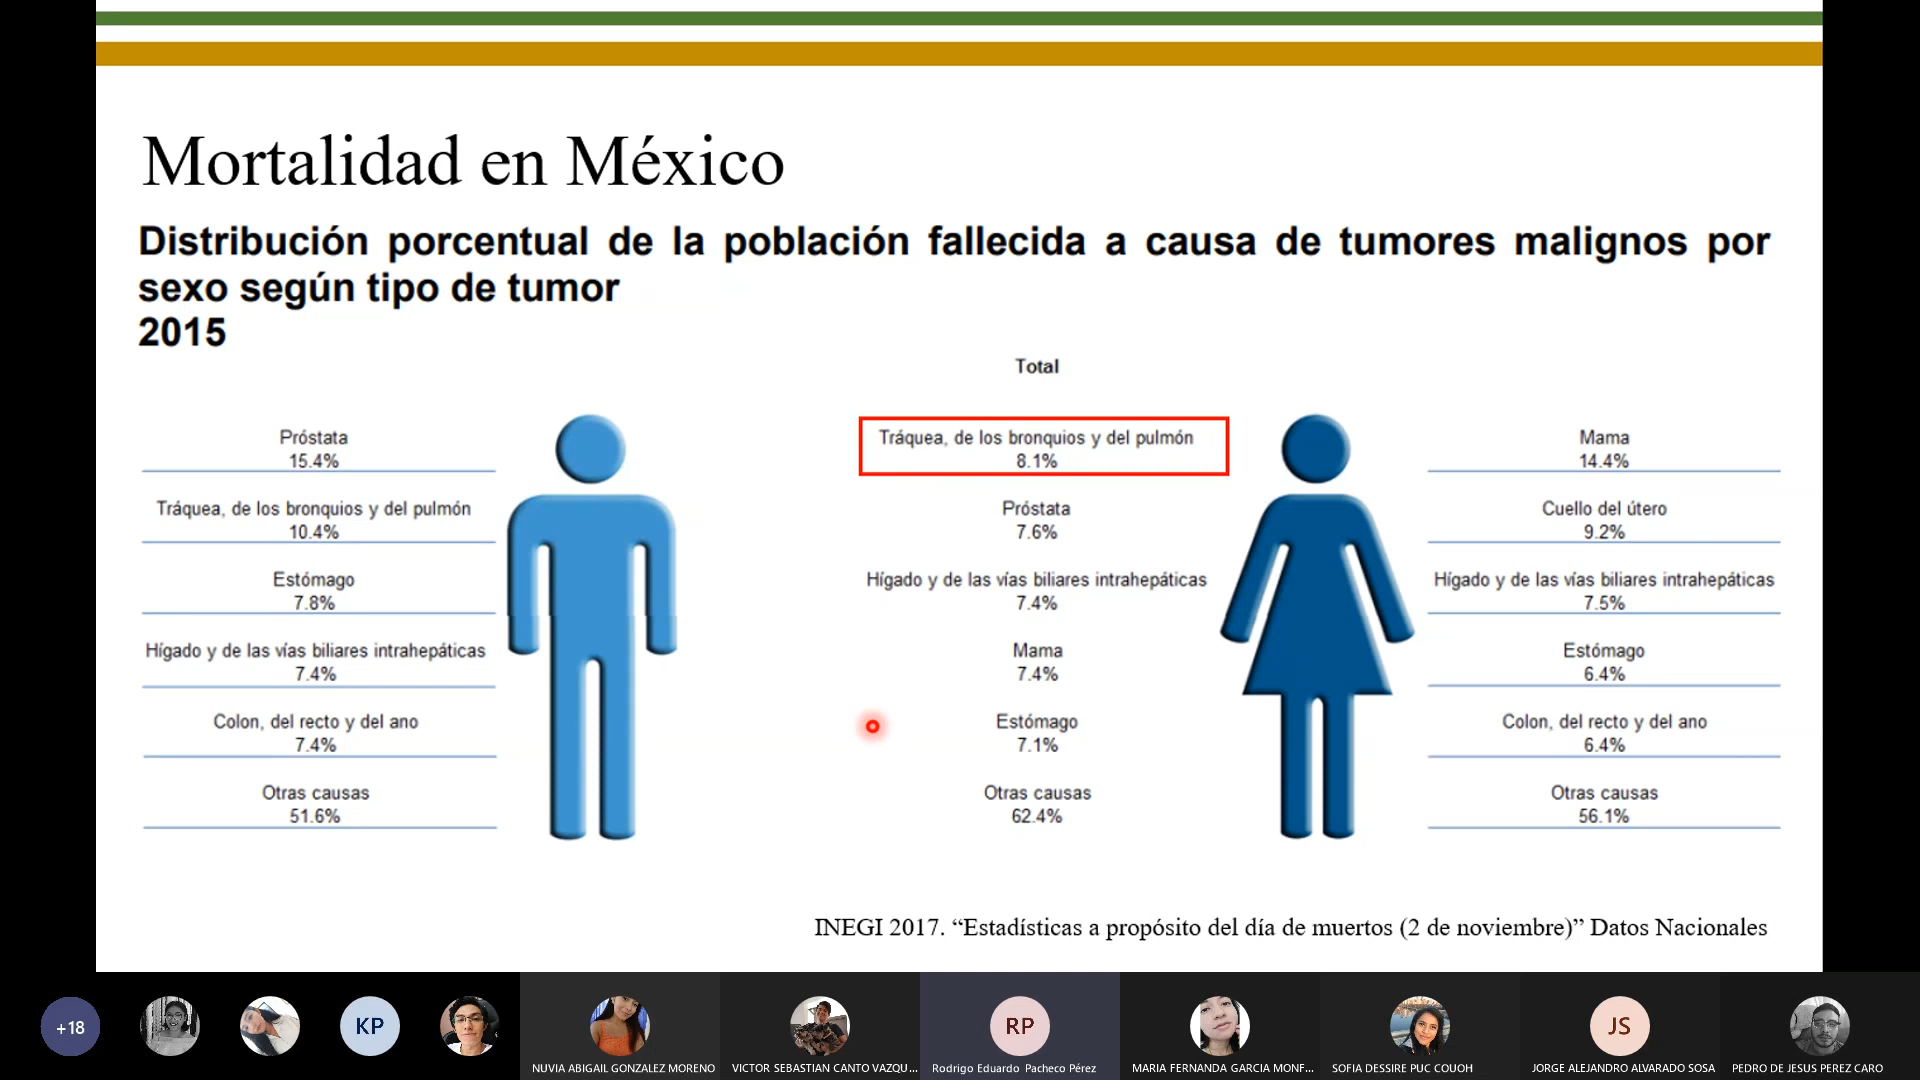 Mortalidad en México
Distribución porcentual de la población fallecida a causa de tumores malignos por
sexo según tipo de tumor
2015
Próstata
15.4%
Tráquea, de los bronquios y del pulmón
10.4%
Estómago
7.8%
Hígado y de las vías biliares intrahepáticas
7.4%
Colon, del recto y del ano
7.4%
Otras causas
51.6%
Total
Tráquea, de los bronquios y del pulmón
8.1%
Próstata
7.6%
Hígado y de las vías biliares intrahepáticas
7.4%
Mama
7.4%
Estómago
7.1%
Otras causas
62.4%
Mama
14.4%
Cuello del útero
9.2%
Hígado y de las vías biliares intrahepáticas
7.5%
Estómago
6.4%
Colon, del recto y del ano
6.4%
Otras causas
56.1%
INEGI 2017. “Estadísticas a propósito del día de muertos (2 de noviembre)” Datos Nacionales
+18
KP
RP
JS
NUVIA ABIGAIL GONZALEZ MORENO
VICTOR SEBASTIAN CANTO VAZQU...
Rodrigo Eduardo Pacheco Pérez
MARIA FERNANDA GARCIA MONF...
SOFIA DESSIRE PUC COUOH
JORGE ALEJANDRO ALVARADO SOSA
PEDRO DE JESUS PEREZ CARO